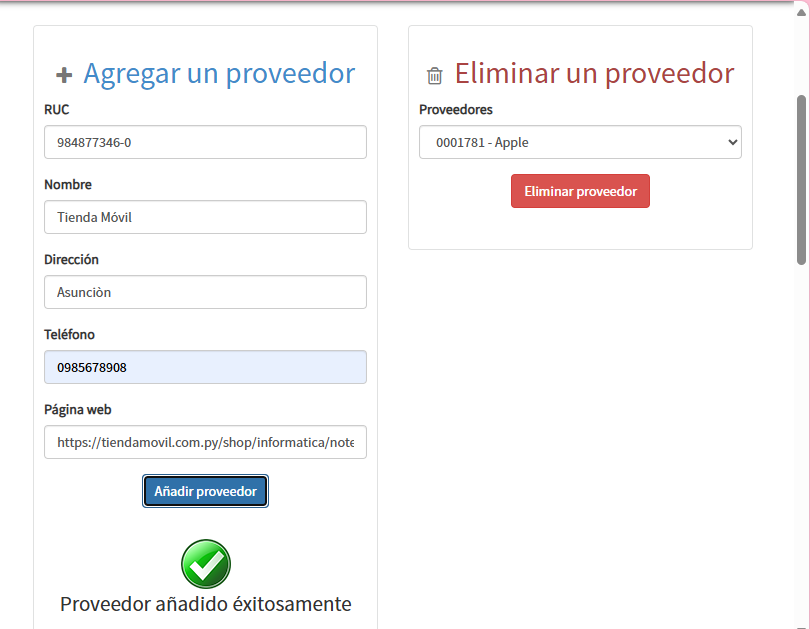 Agregar un proveedor
RUC
984877346-0
Nombre
Tienda Móvil
Dirección
Asunciòn
Teléfono
0985678908
Página web
https://tiendamovil.com.py/shop/informatica/note
Añadir proveedor
Proveedor añadido éxitosamente
Eliminar un proveedor
Proveedores
0001781 - Apple
Eliminar proveedor